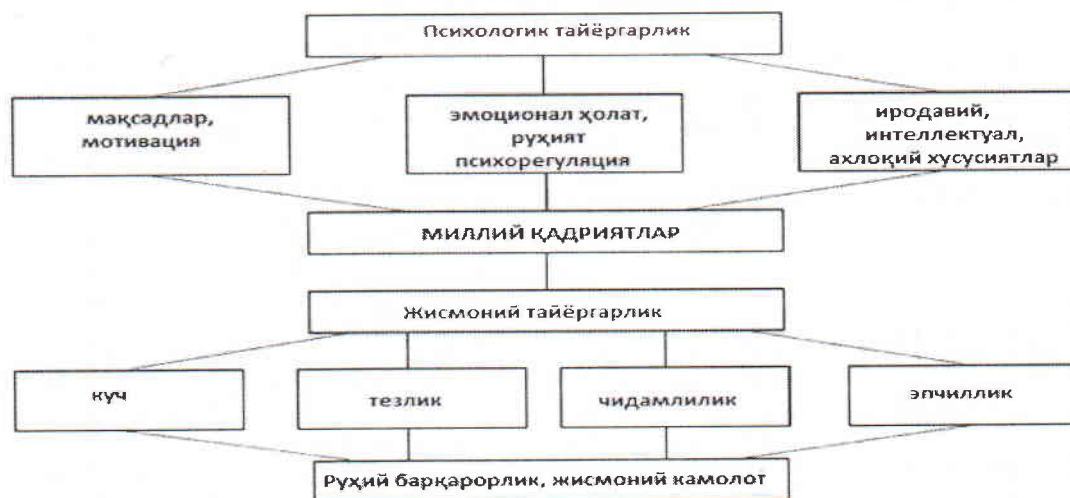 Психологик тайёргарлик
мақсадлар,
мотивация
эмоционал ҳолат,
руҳият
психорегуляция
иродавий,
интеллектуал,
ахлоқий хусусиятлар
МИЛЛИЙ ҚАДРИЯТЛАР
Жисмоний тайёргарлик
куч
тезлик
чидамлилик
эпчиллик
Руҳий барқарорлик, жисмоний камолот